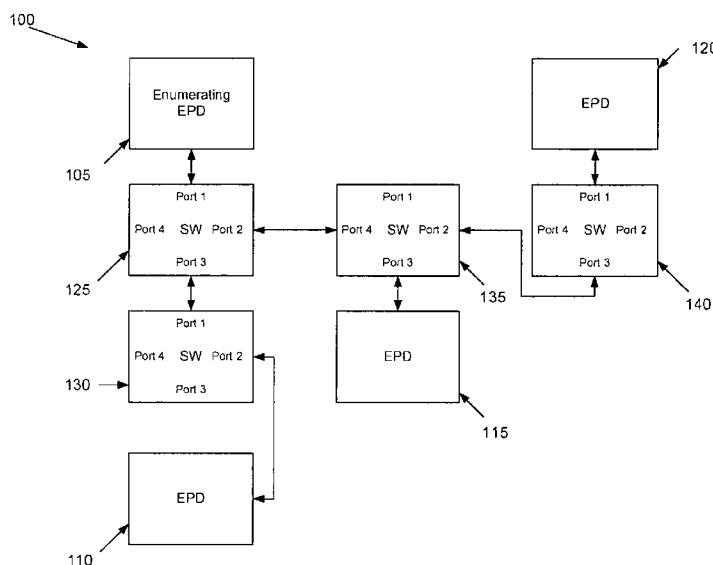 100
Enumerating
EPD
105
EPD
120
Port 1
Port 4 SW Port 2
Port 3
125
Port 1
Port 4 SW Port 2
Port 3
135
Port 1
Port 4 SW Port 2
Port 3
140
Port 1
Port 4 SW Port 2
Port 3
130
EPD
115
EPD
110